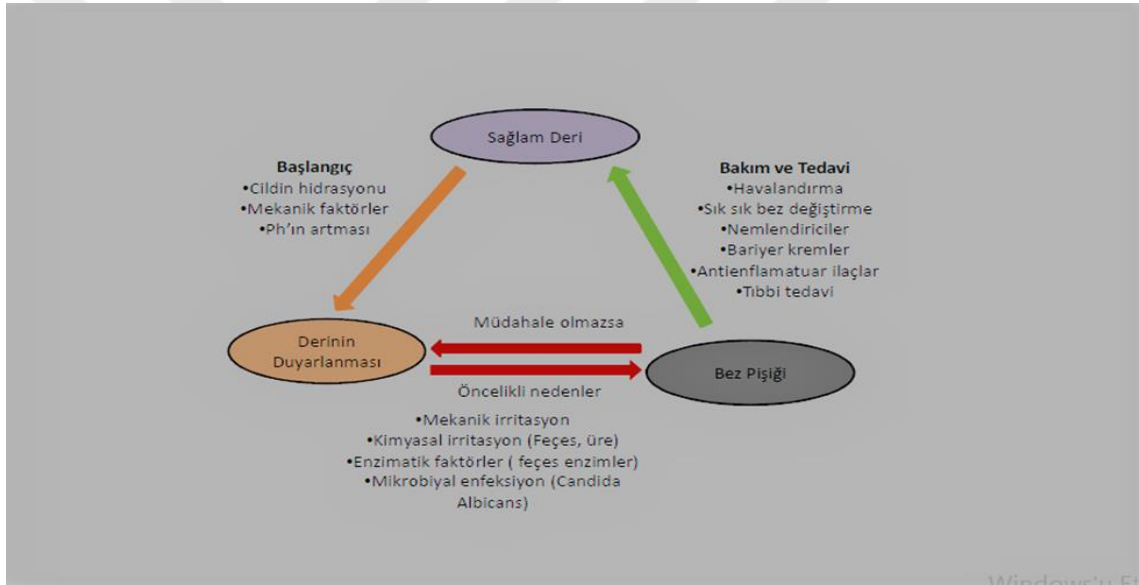 Sağlam Deri
Başlangıç
•Cildin hidrasyonu
•Mekanik faktörler
•Ph'ın artması
Bakım ve Tedavi
•Havalandırma
•Sık sık bez değiştirme
•Nemlendiriciler
•Bariyer kremler
•Antienflamatuar ilaçlar
•Tıbbi tedavi
Müdahale olmazsa
Derinin
Duyarlanması
Bez Pişiği
Öncelikli nedenler
•Mekanik irritasyon
•Kimyasal irritasyon (Feçes, üre)
•Enzimatik faktörler ( feçes enzimler)
•Mikrobiyal enfeksiyon (Candida
Albicans)
Windows'u